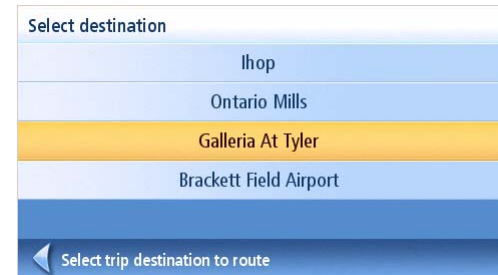 Select destination
Ihop
Ontario Mills
Galleria At Tyler
Brackett Field Airport
Select trip destination to route